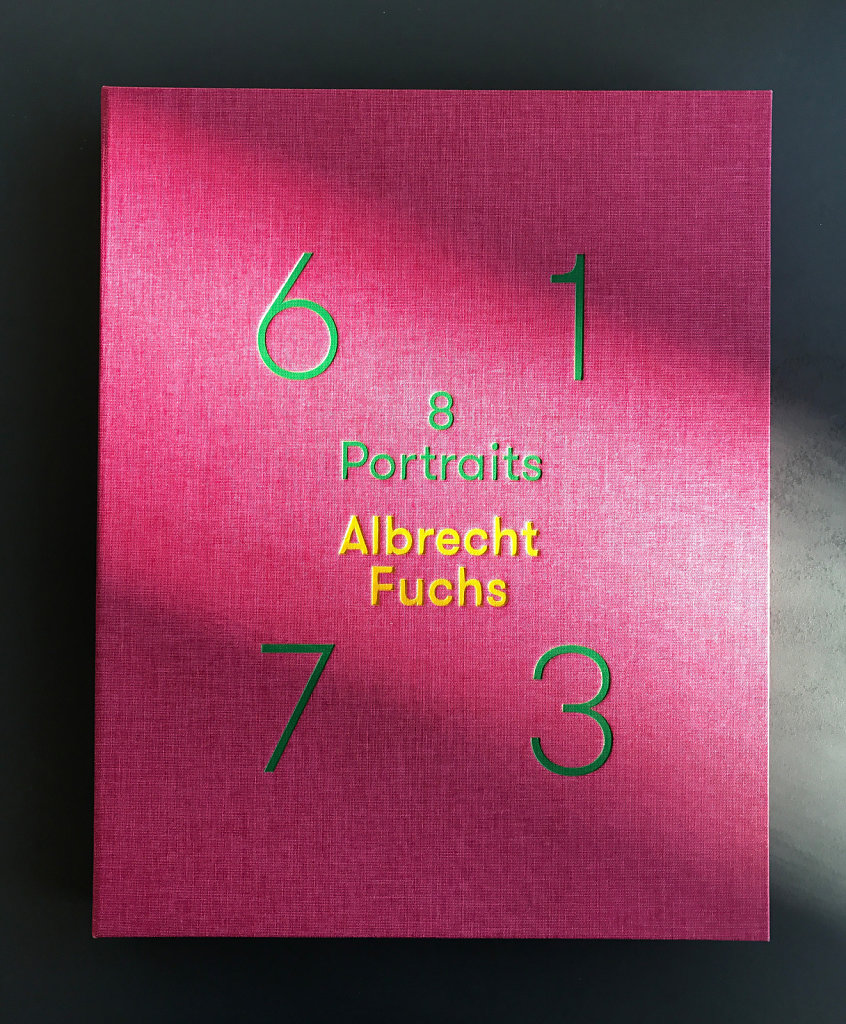 6 1
8
Portraits
Albrecht
Fuchs
7 3